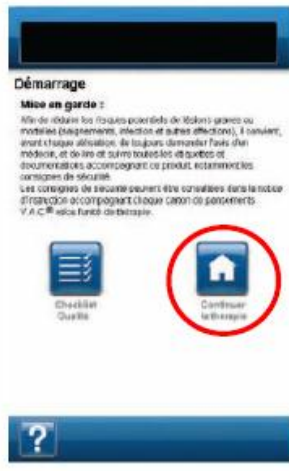 Démarrage
Mise en garde :
Afin de réduire les risques potentiels de lésions graves ou
mortelles (saignements, infection et autres affections), il convient,
avant chaque utilisation, de toujours demander l'avis d'un
médecin, et de lire et suivre toutes les étiquettes et
documentations accompagnant ce produit, notamment les
consignes de sécurité.
Les consignes de sécurité peuvent être consultées dans la notice
d'instruction accompagnant chaque carton de pansements
V.A.C.® et/ou l'unité de thérapie.
Checklist
Qualité
Continuer
la thérapie
?